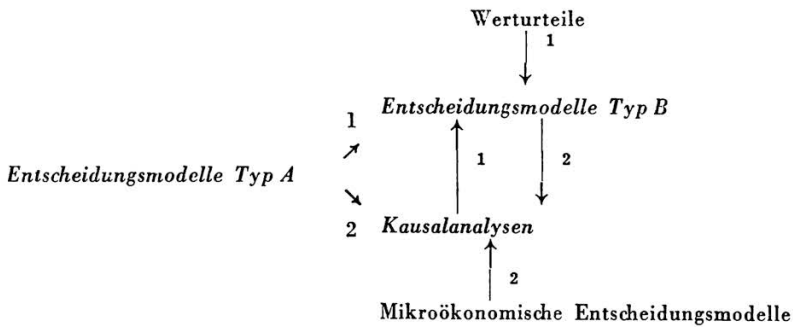 Werturteile
1
Entscheidungsmodelle Typ B
1
Entscheidungsmodelle Typ A
1
2
2
Kausalanalysen
2
Mikroökonomische Entscheidungsmodelle